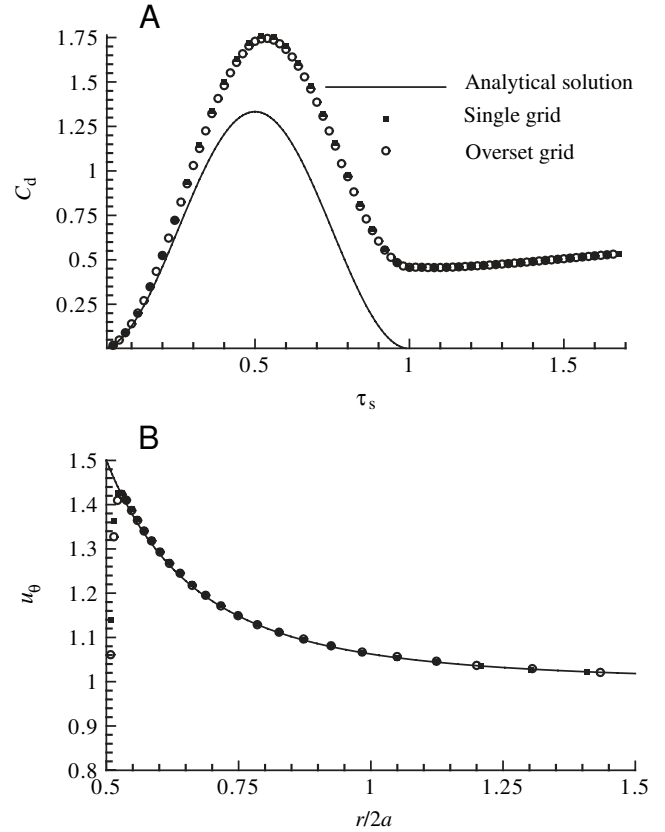 A
1.75
1.5
1.25
1
0.75
0.5
0.25
C_d
Analytical solution
Single grid
Overset grid
0.5 1 1.5
τ_s
B
1.5
1.4
1.3
1.2
1.1
1
0.9
0.8
u_θ
0.5 0.75 1 1.25 1.5
r/2a